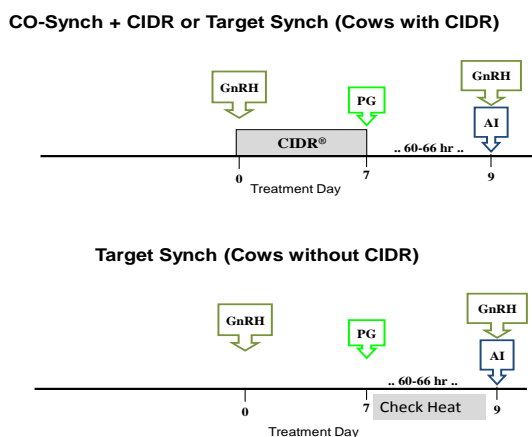 CO-Synch + CIDR or Target Synch (Cows with CIDR)
GnRH
PG
GnRH
AI
CIDR®
.. 60-66 hr ..
0
7
9
Treatment Day
Target Synch (Cows without CIDR)
GnRH
PG
GnRH
AI
.. 60-66 hr ..
Check Heat
0
7
9
Treatment Day